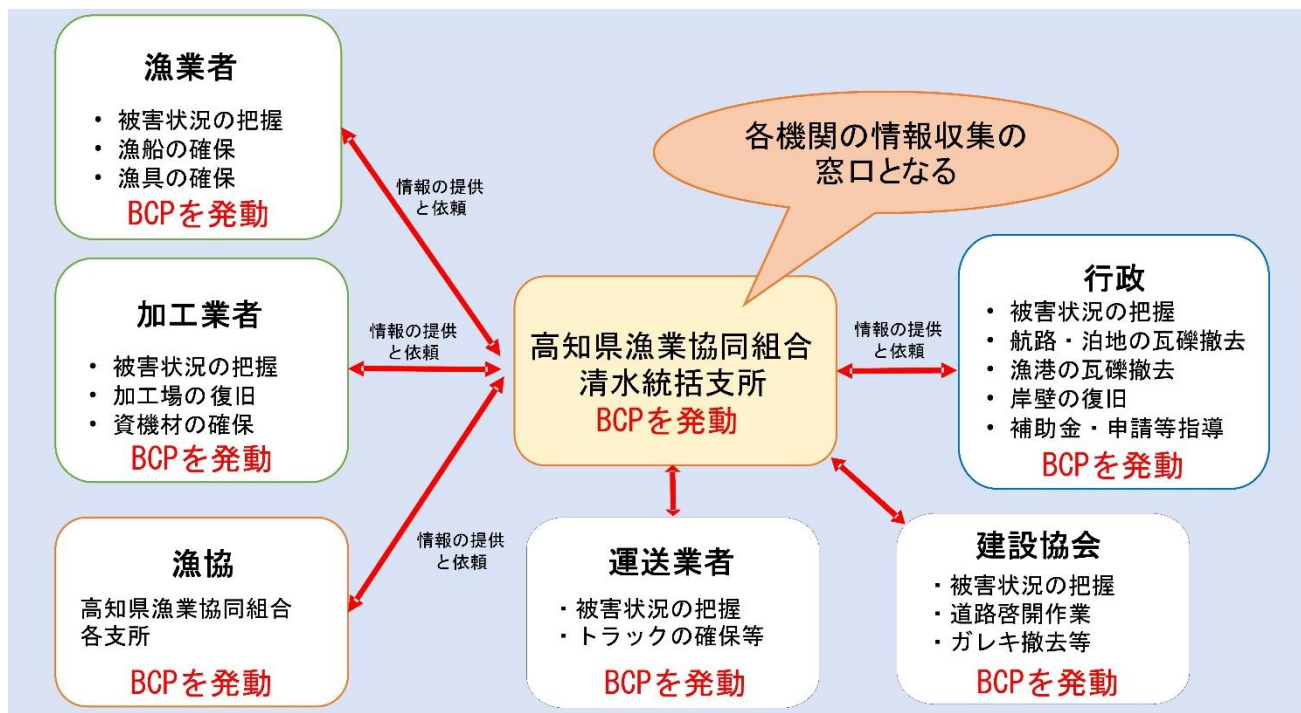 漁業者
・ 被害状況の把握
・ 漁船の確保
・ 漁具の確保
BCPを発動
情報の提供
と依頼
各機関の情報収集の
窓口となる
加工業者
・ 被害状況の把握
・ 加工場の復旧
・ 資機材の確保
BCPを発動
情報の提供
と依頼
高知県漁業協同組合
清水統括支所
BCPを発動
情報の提供
と依頼
行政
・ 被害状況の把握
・ 航路・泊地の瓦礫撤去
・ 漁港の瓦礫撤去
・ 岸壁の復旧
・ 補助金・申請等指導
BCPを発動
漁協
高知県漁業協同組合
各支所
BCPを発動
情報の提供
と依頼
運送業者
・被害状況の把握
・トラックの確保等
BCPを発動
建設協会
・被害状況の把握
・道路啓開作業
・ガレキ撤去等
BCPを発動